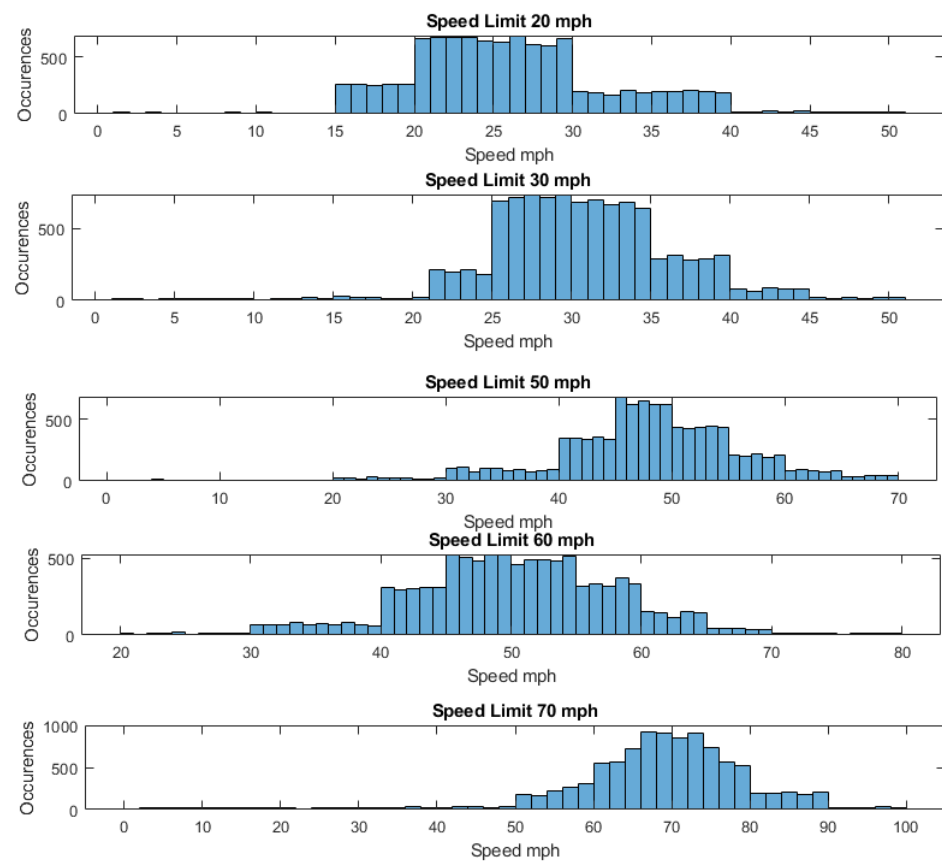 Speed Limit 20 mph
Occurences
500
0
0 5 10 15 20 25 30 35 40 45 50
Speed mph
Speed Limit 30 mph
Occurences
500
0
0 5 10 15 20 25 30 35 40 45 50
Speed mph
Speed Limit 50 mph
Occurences
500
0
0 10 20 30 40 50 60 70
Speed mph
Speed Limit 60 mph
Occurences
500
0
20 30 40 50 60 70 80
Speed mph
Speed Limit 70 mph
Occurences
1000
500
0
0 10 20 30 40 50 60 70 80 90 100
Speed mph